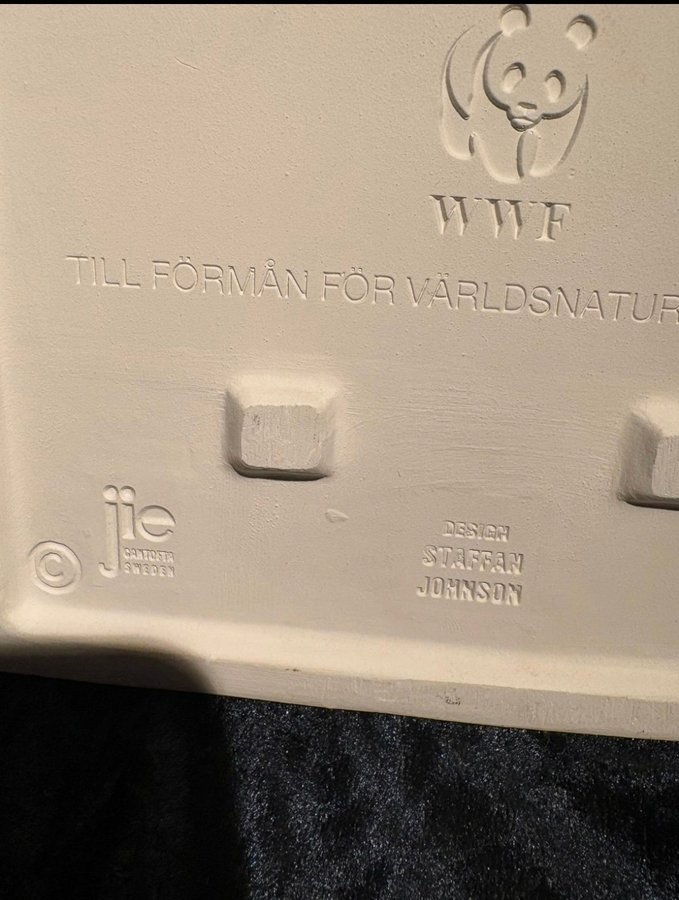 WWF
TILL FÖRMÅN FÖR VÄRLDSNATUR
jie
GANTOFTA
SWEDEN
©
DESIGN
STAFFAN
JOHNSON